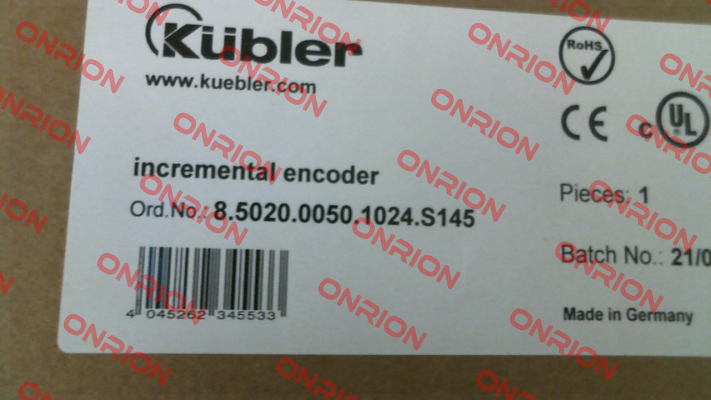 Kübler
www.kuebler.com
RoHS
CE c UL
incremental encoder
Ord.No.: 8.5020.0050.1024.S145
Pieces: 1
Batch No.: 21/0
Made in Germany
4 045262 345533
ONRION